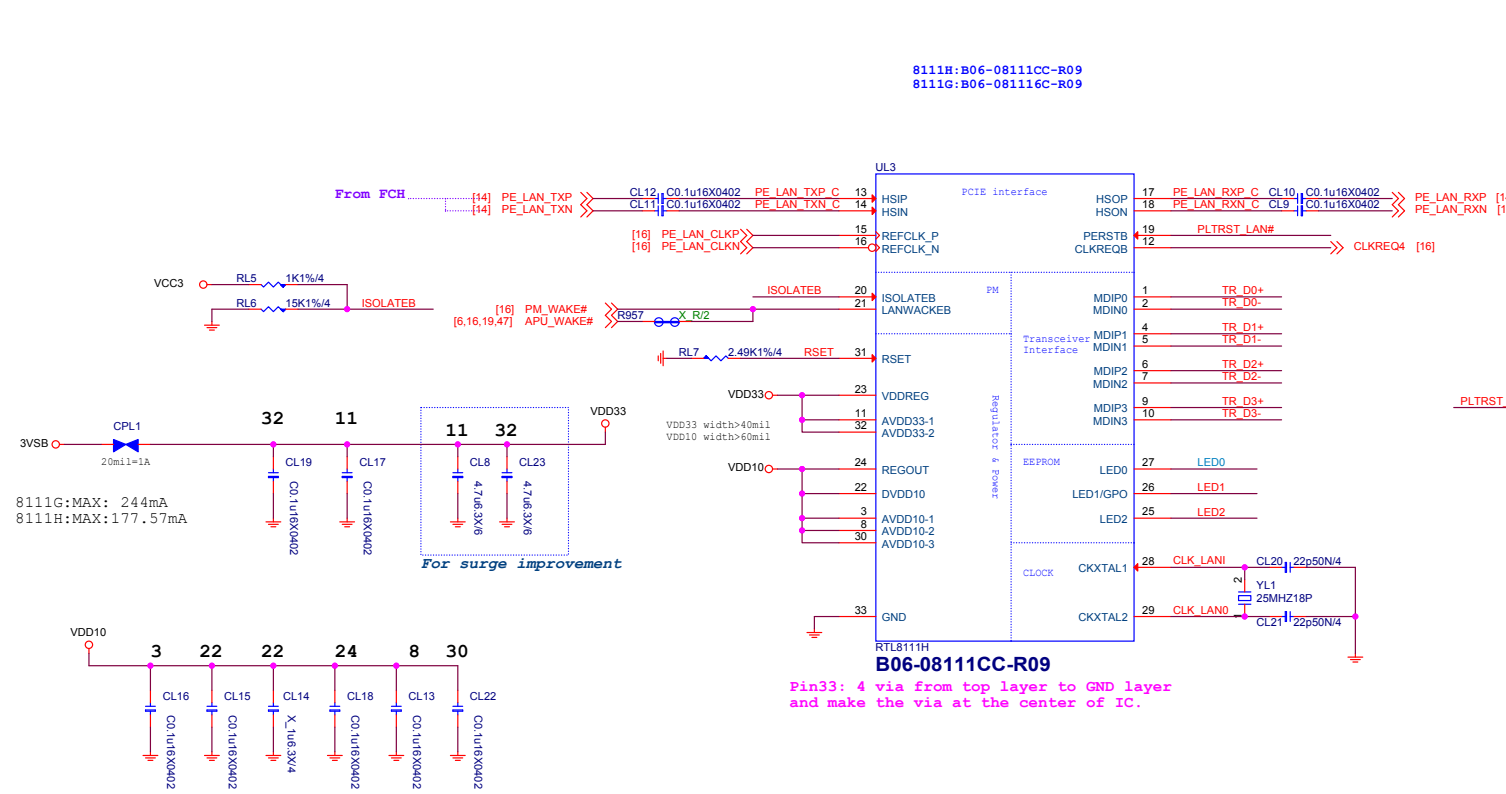 8111H:B06-08111CC-R09
8111G:B06-081116C-R09
UL3
From FCH
[14] PE_LAN_TXP
[14] PE_LAN_TXN
CL12 C0.1u16X0402 PE_LAN_TXP_C 13
CL11 C0.1u16X0402 PE_LAN_TXN_C 14
HSIP
HSIN
PCIE interface
HSOP
HSON
17 PE_LAN_RXP_C CL10 C0.1u16X0402
18 PE_LAN_RXN_C CL9 C0.1u16X0402
PE_LAN_RXP [1
PE_LAN_RXN [1
[16] PE_LAN_CLKP 15 REFCLK_P
[16] PE_LAN_CLKN 16 REFCLK_N
PERSTB 19 PLTRST_LAN#
CLKREQB 12 CLKREQ4 [16]
VCC3 RL5 1K1%/4
RL6 15K1%/4 ISOLATEB
ISOLATEB 20 ISOLATEB
21 LANWACKEB
PM
[16] PM_WAKE#
[6,16,19,47] APU_WAKE# R957 X_R/2
MDIP0 1 TR_D0+
MDIN0 2 TR_D0-
Transceiver
Interface
MDIP1 4 TR_D1+
MDIN1 5 TR_D1-
RL7 2.49K1%/4 RSET 31 RSET
MDIP2 6 TR_D2+
MDIN2 7 TR_D2-
MDIP3 9 TR_D3+
MDIN3 10 TR_D3-
PLTRST_
VDD33 23 VDDREG
11 AVDD33-1
32 AVDD33-2
VDD33 width>40mil
VDD10 width>60mil
Regulator & Power
VDD10 24 REGOUT
22 DVDD10
3 AVDD10-1
8 AVDD10-2
30 AVDD10-3
EEPROM
LED0 27 LED0
LED1/GPO 26 LED1
LED2 25 LED2
CLOCK
CKXTAL1 28 CLK_LANI CL20 22p50N/4
2
YL1
25MHZ18P
1
CKXTAL2 29 CLK_LAN0 CL21 22p50N/4
33 GND
RTL8111H
B06-08111CC-R09
Pin33: 4 via from top layer to GND layer
and make the via at the center of IC.
3VSB CPL1
20mil=1A
32 11 11 32 VDD33
CL19 CL17 CL8 CL23
C0.1u16X0402 C0.1u16X0402 4.7u6.3X/6 4.7u6.3X/6
8111G:MAX: 244mA
8111H:MAX:177.57mA
For surge improvement
VDD10
3 22 22 24 8 30
CL16 CL15 CL14 CL18 CL13 CL22
C0.1u16X0402 C0.1u16X0402 X_1u6.3X/4 C0.1u16X0402 C0.1u16X0402 C0.1u16X0402